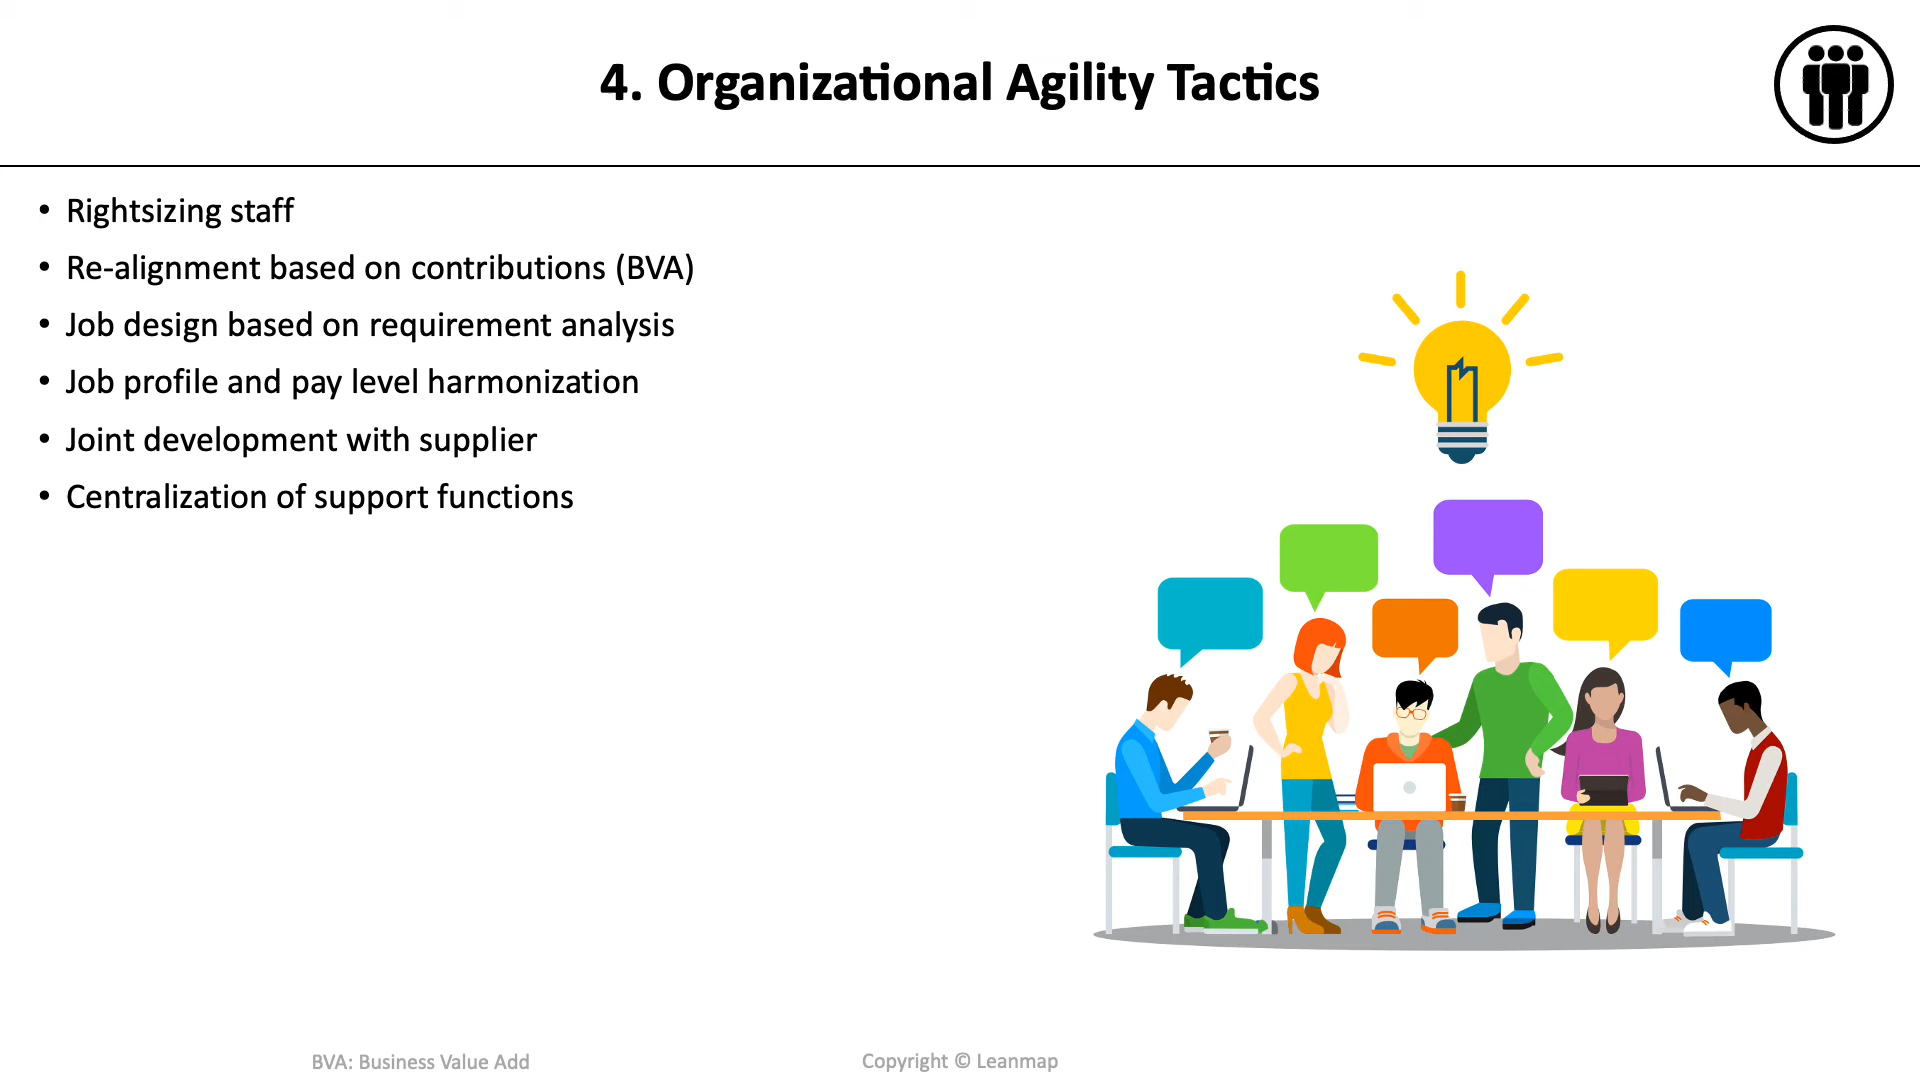 4. Organizational Agility Tactics
• Rightsizing staff
• Re-alignment based on contributions (BVA)
• Job design based on requirement analysis
• Job profile and pay level harmonization
• Joint development with supplier
• Centralization of support functions
BVA: Business Value Add
Copyright © Leanmap